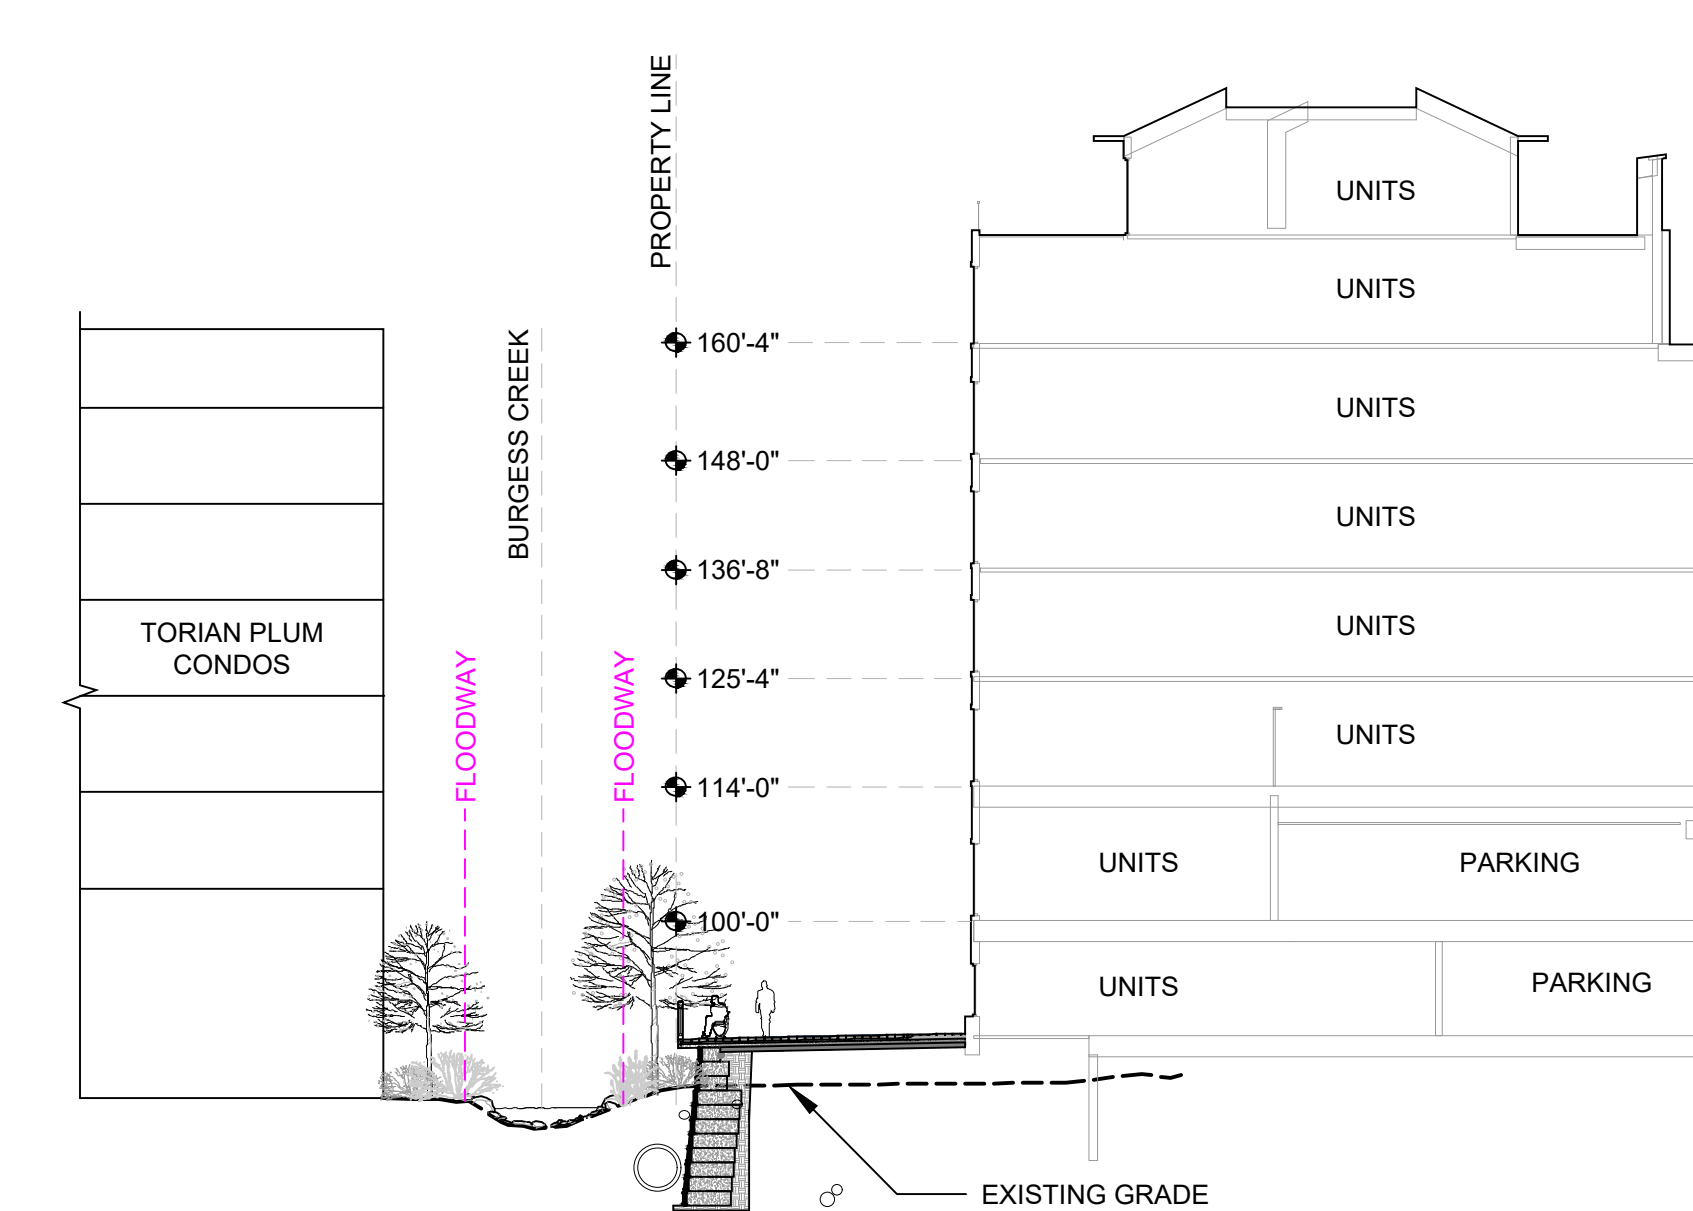 PROPERTY LINE
UNITS
UNITS
160'-4"
BURGESS CREEK
UNITS
148'-0"
UNITS
136'-8"
TORIAN PLUM
CONDOS
UNITS
FLOODWAY
FLOODWAY
125'-4"
UNITS
114'-0"
UNITS
PARKING
100'-0"
UNITS
PARKING
EXISTING GRADE